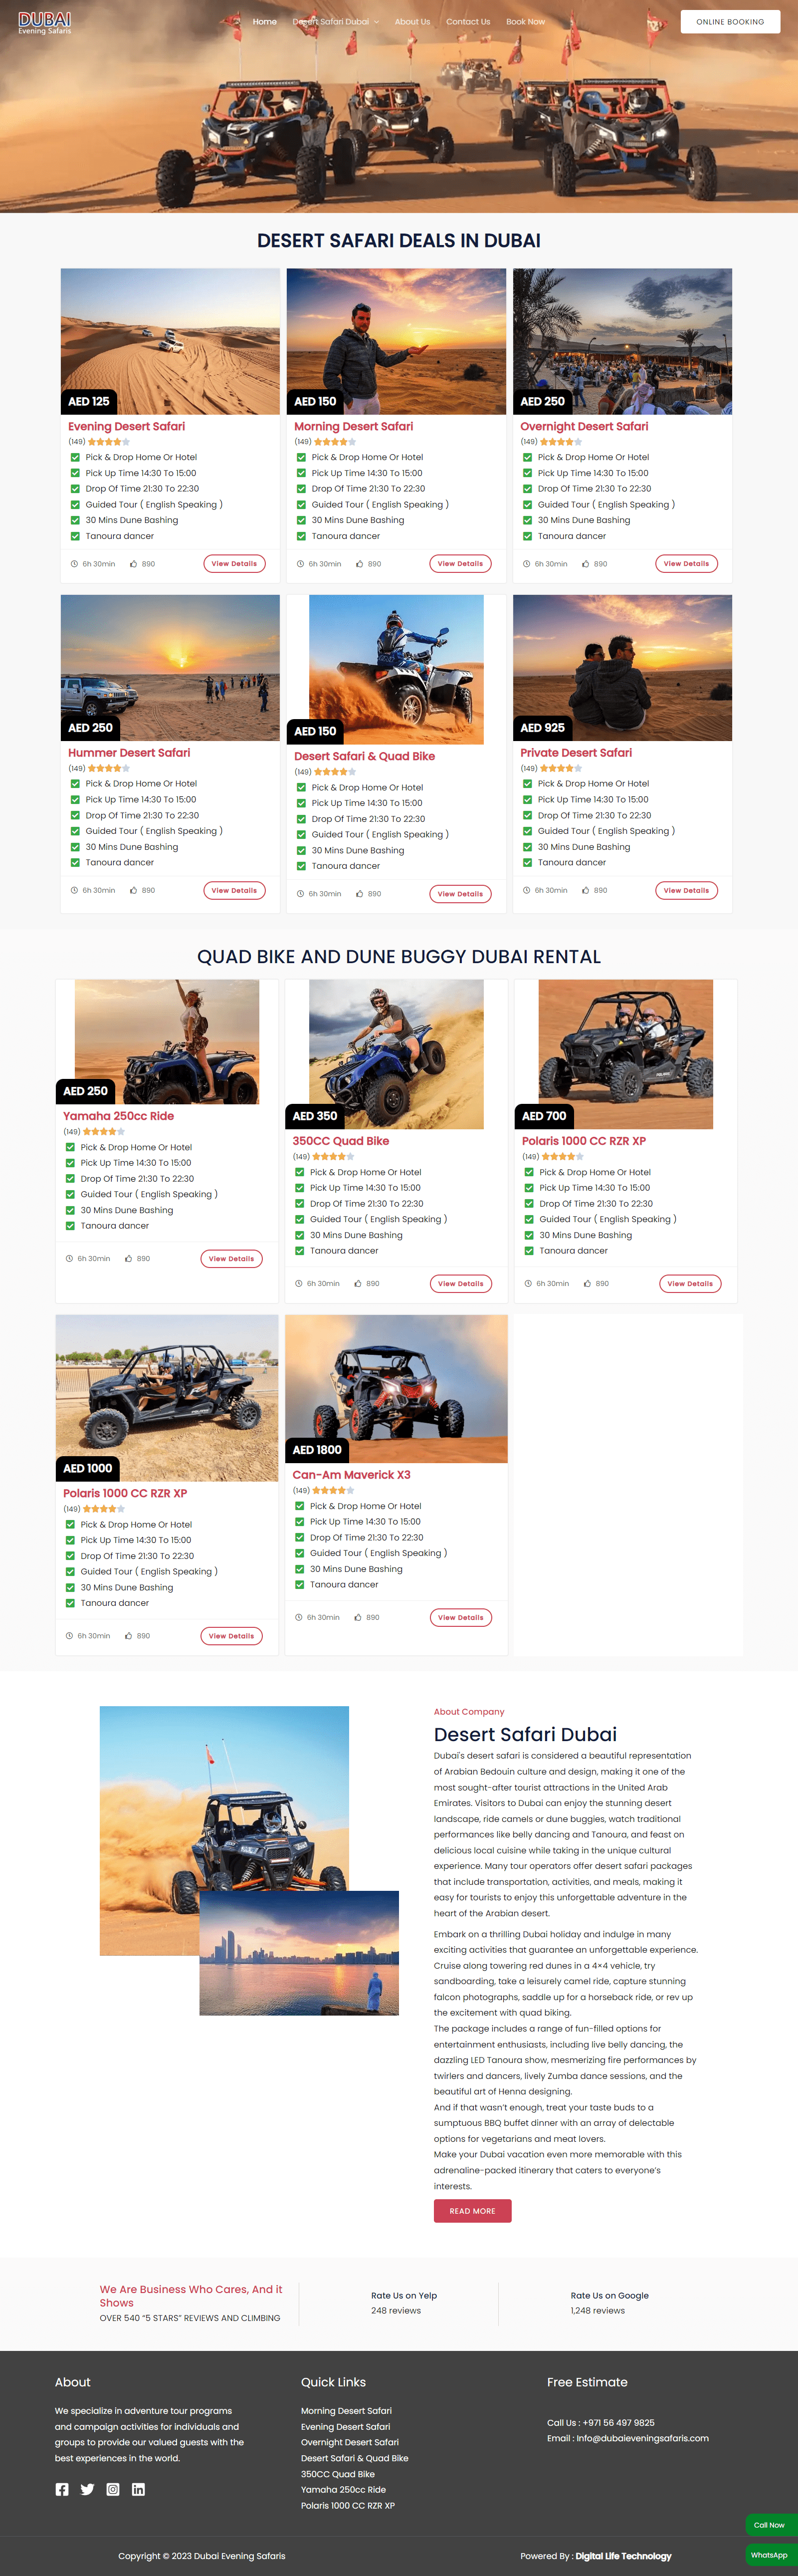 DUBAI
Evening Safaris
Home
Desert Safari Dubai
About Us
Contact Us
Book Now
ONLINE BOOKING
DESERT SAFARI DEALS IN DUBAI
AED 125
Evening Desert Safari
(149)
Pick & Drop Home Or Hotel
Pick Up Time 14:30 To 15:00
Drop Of Time 21:30 To 22:30
Guided Tour ( English Speaking )
30 Mins Dune Bashing
Tanoura dancer
6h 30min
890
View Details
AED 150
Morning Desert Safari
(149)
Pick & Drop Home Or Hotel
Pick Up Time 14:30 To 15:00
Drop Of Time 21:30 To 22:30
Guided Tour ( English Speaking )
30 Mins Dune Bashing
Tanoura dancer
6h 30min
890
View Details
AED 250
Overnight Desert Safari
(149)
Pick & Drop Home Or Hotel
Pick Up Time 14:30 To 15:00
Drop Of Time 21:30 To 22:30
Guided Tour ( English Speaking )
30 Mins Dune Bashing
Tanoura dancer
6h 30min
890
View Details
AED 250
Hummer Desert Safari
(149)
Pick & Drop Home Or Hotel
Pick Up Time 14:30 To 15:00
Drop Of Time 21:30 To 22:30
Guided Tour ( English Speaking )
30 Mins Dune Bashing
Tanoura dancer
6h 30min
890
View Details
AED 150
Desert Safari & Quad Bike
(149)
Pick & Drop Home Or Hotel
Pick Up Time 14:30 To 15:00
Drop Of Time 21:30 To 22:30
Guided Tour ( English Speaking )
30 Mins Dune Bashing
Tanoura dancer
6h 30min
890
View Details
AED 925
Private Desert Safari
(149)
Pick & Drop Home Or Hotel
Pick Up Time 14:30 To 15:00
Drop Of Time 21:30 To 22:30
Guided Tour ( English Speaking )
30 Mins Dune Bashing
Tanoura dancer
6h 30min
890
View Details
QUAD BIKE AND DUNE BUGGY DUBAI RENTAL
AED 250
Yamaha 250cc Ride
(149)
Pick & Drop Home Or Hotel
Pick Up Time 14:30 To 15:00
Drop Of Time 21:30 To 22:30
Guided Tour ( English Speaking )
30 Mins Dune Bashing
Tanoura dancer
6h 30min
890
View Details
AED 350
350CC Quad Bike
(149)
Pick & Drop Home Or Hotel
Pick Up Time 14:30 To 15:00
Drop Of Time 21:30 To 22:30
Guided Tour ( English Speaking )
30 Mins Dune Bashing
Tanoura dancer
6h 30min
890
View Details
AED 700
Polaris 1000 CC RZR XP
(149)
Pick & Drop Home Or Hotel
Pick Up Time 14:30 To 15:00
Drop Of Time 21:30 To 22:30
Guided Tour ( English Speaking )
30 Mins Dune Bashing
Tanoura dancer
6h 30min
890
View Details
AED 1000
Polaris 1000 CC RZR XP
(149)
Pick & Drop Home Or Hotel
Pick Up Time 14:30 To 15:00
Drop Of Time 21:30 To 22:30
Guided Tour ( English Speaking )
30 Mins Dune Bashing
Tanoura dancer
6h 30min
890
View Details
AED 1800
Can-Am Maverick X3
(149)
Pick & Drop Home Or Hotel
Pick Up Time 14:30 To 15:00
Drop Of Time 21:30 To 22:30
Guided Tour ( English Speaking )
30 Mins Dune Bashing
Tanoura dancer
6h 30min
890
View Details
About Company
Desert Safari Dubai
Dubai's desert safari is considered a beautiful representation
of Arabian Bedouin culture and design, making it one of the
most sought-after tourist attractions in the United Arab
Emirates. Visitors to Dubai can enjoy the stunning desert
landscape, ride camels or dune buggies, watch traditional
performances like belly dancing and Tanoura, and feast on
delicious local cuisine while taking in the unique cultural
experience. Many tour operators offer desert safari packages
that include transportation, activities, and meals, making it
easy for tourists to enjoy this unforgettable adventure in the
heart of the Arabian desert.
Embark on a thrilling Dubai holiday and indulge in many
exciting activities that guarantee an unforgettable experience.
Cruise along towering red dunes in a 4×4 vehicle, try
sandboarding, take a leisurely camel ride, capture stunning
falcon photographs, saddle up for a horseback ride, or rev up
the excitement with quad biking.
The package includes a range of fun-filled options for
entertainment enthusiasts, including live belly dancing, the
dazzling LED Tanoura show, mesmerizing fire performances by
twirlers and dancers, lively Zumba dance sessions, and the
beautiful art of Henna designing.
And if that wasn't enough, treat your taste buds to a
sumptuous BBQ buffet dinner with an array of delectable
options for vegetarians and meat lovers.
Make your Dubai vacation even more memorable with this
adrenaline-packed itinerary that caters to everyone's
interests.
READ MORE
We Are Business Who Cares, And it
Shows
OVER 540 “5 STARS” REVIEWS AND CLIMBING
Rate Us on Yelp
248 reviews
Rate Us on Google
1,248 reviews
About
We specialize in adventure tour programs
and campaign activities for individuals and
groups to provide our valued guests with the
best experiences in the world.
Quick Links
Morning Desert Safari
Evening Desert Safari
Overnight Desert Safari
Desert Safari & Quad Bike
350CC Quad Bike
Yamaha 250cc Ride
Polaris 1000 CC RZR XP
Free Estimate
Call Us : +971 56 497 9825
Email : Info@dubaieveningsafaris.com
Call Now
WhatsApp
Copyright © 2023 Dubai Evening Safaris
Powered By : Digital Life Technology